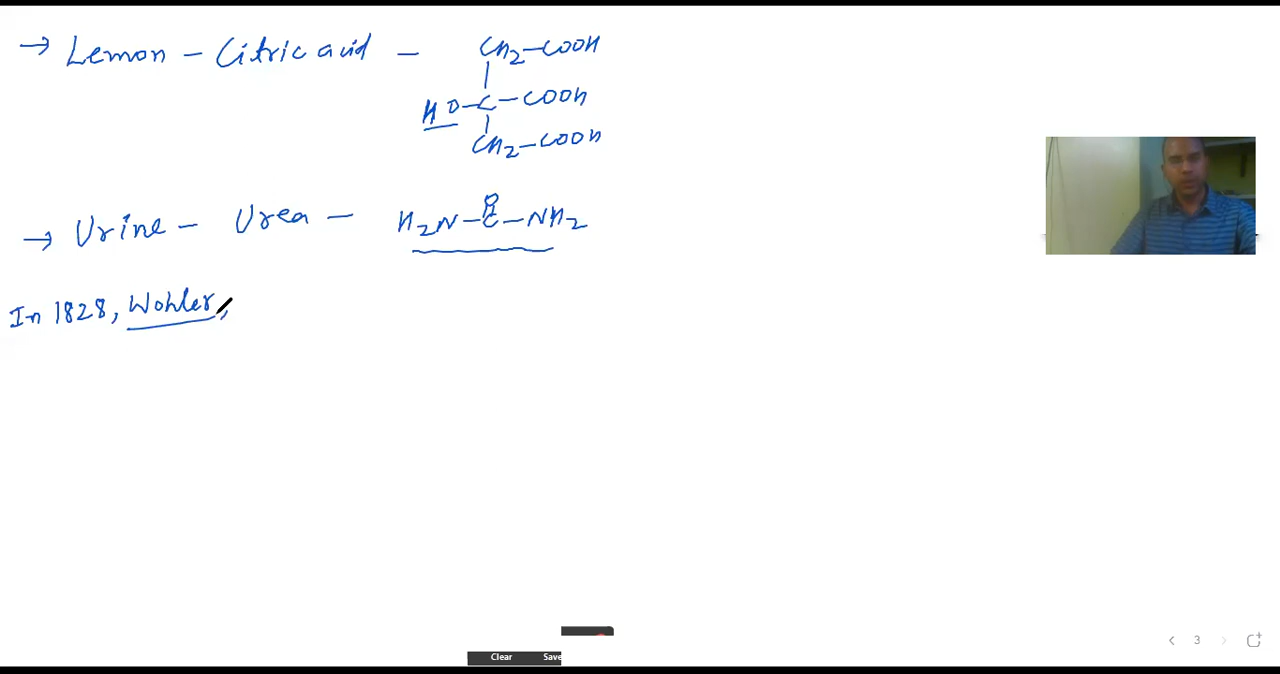 → Lemon - Citric acid - CH2-COOH
HO-C-COOH
CH2-COOH
→ Urine - Urea - H2N-C-NH2
O
In 1828, Wohler,
Clear Save
< 3 >